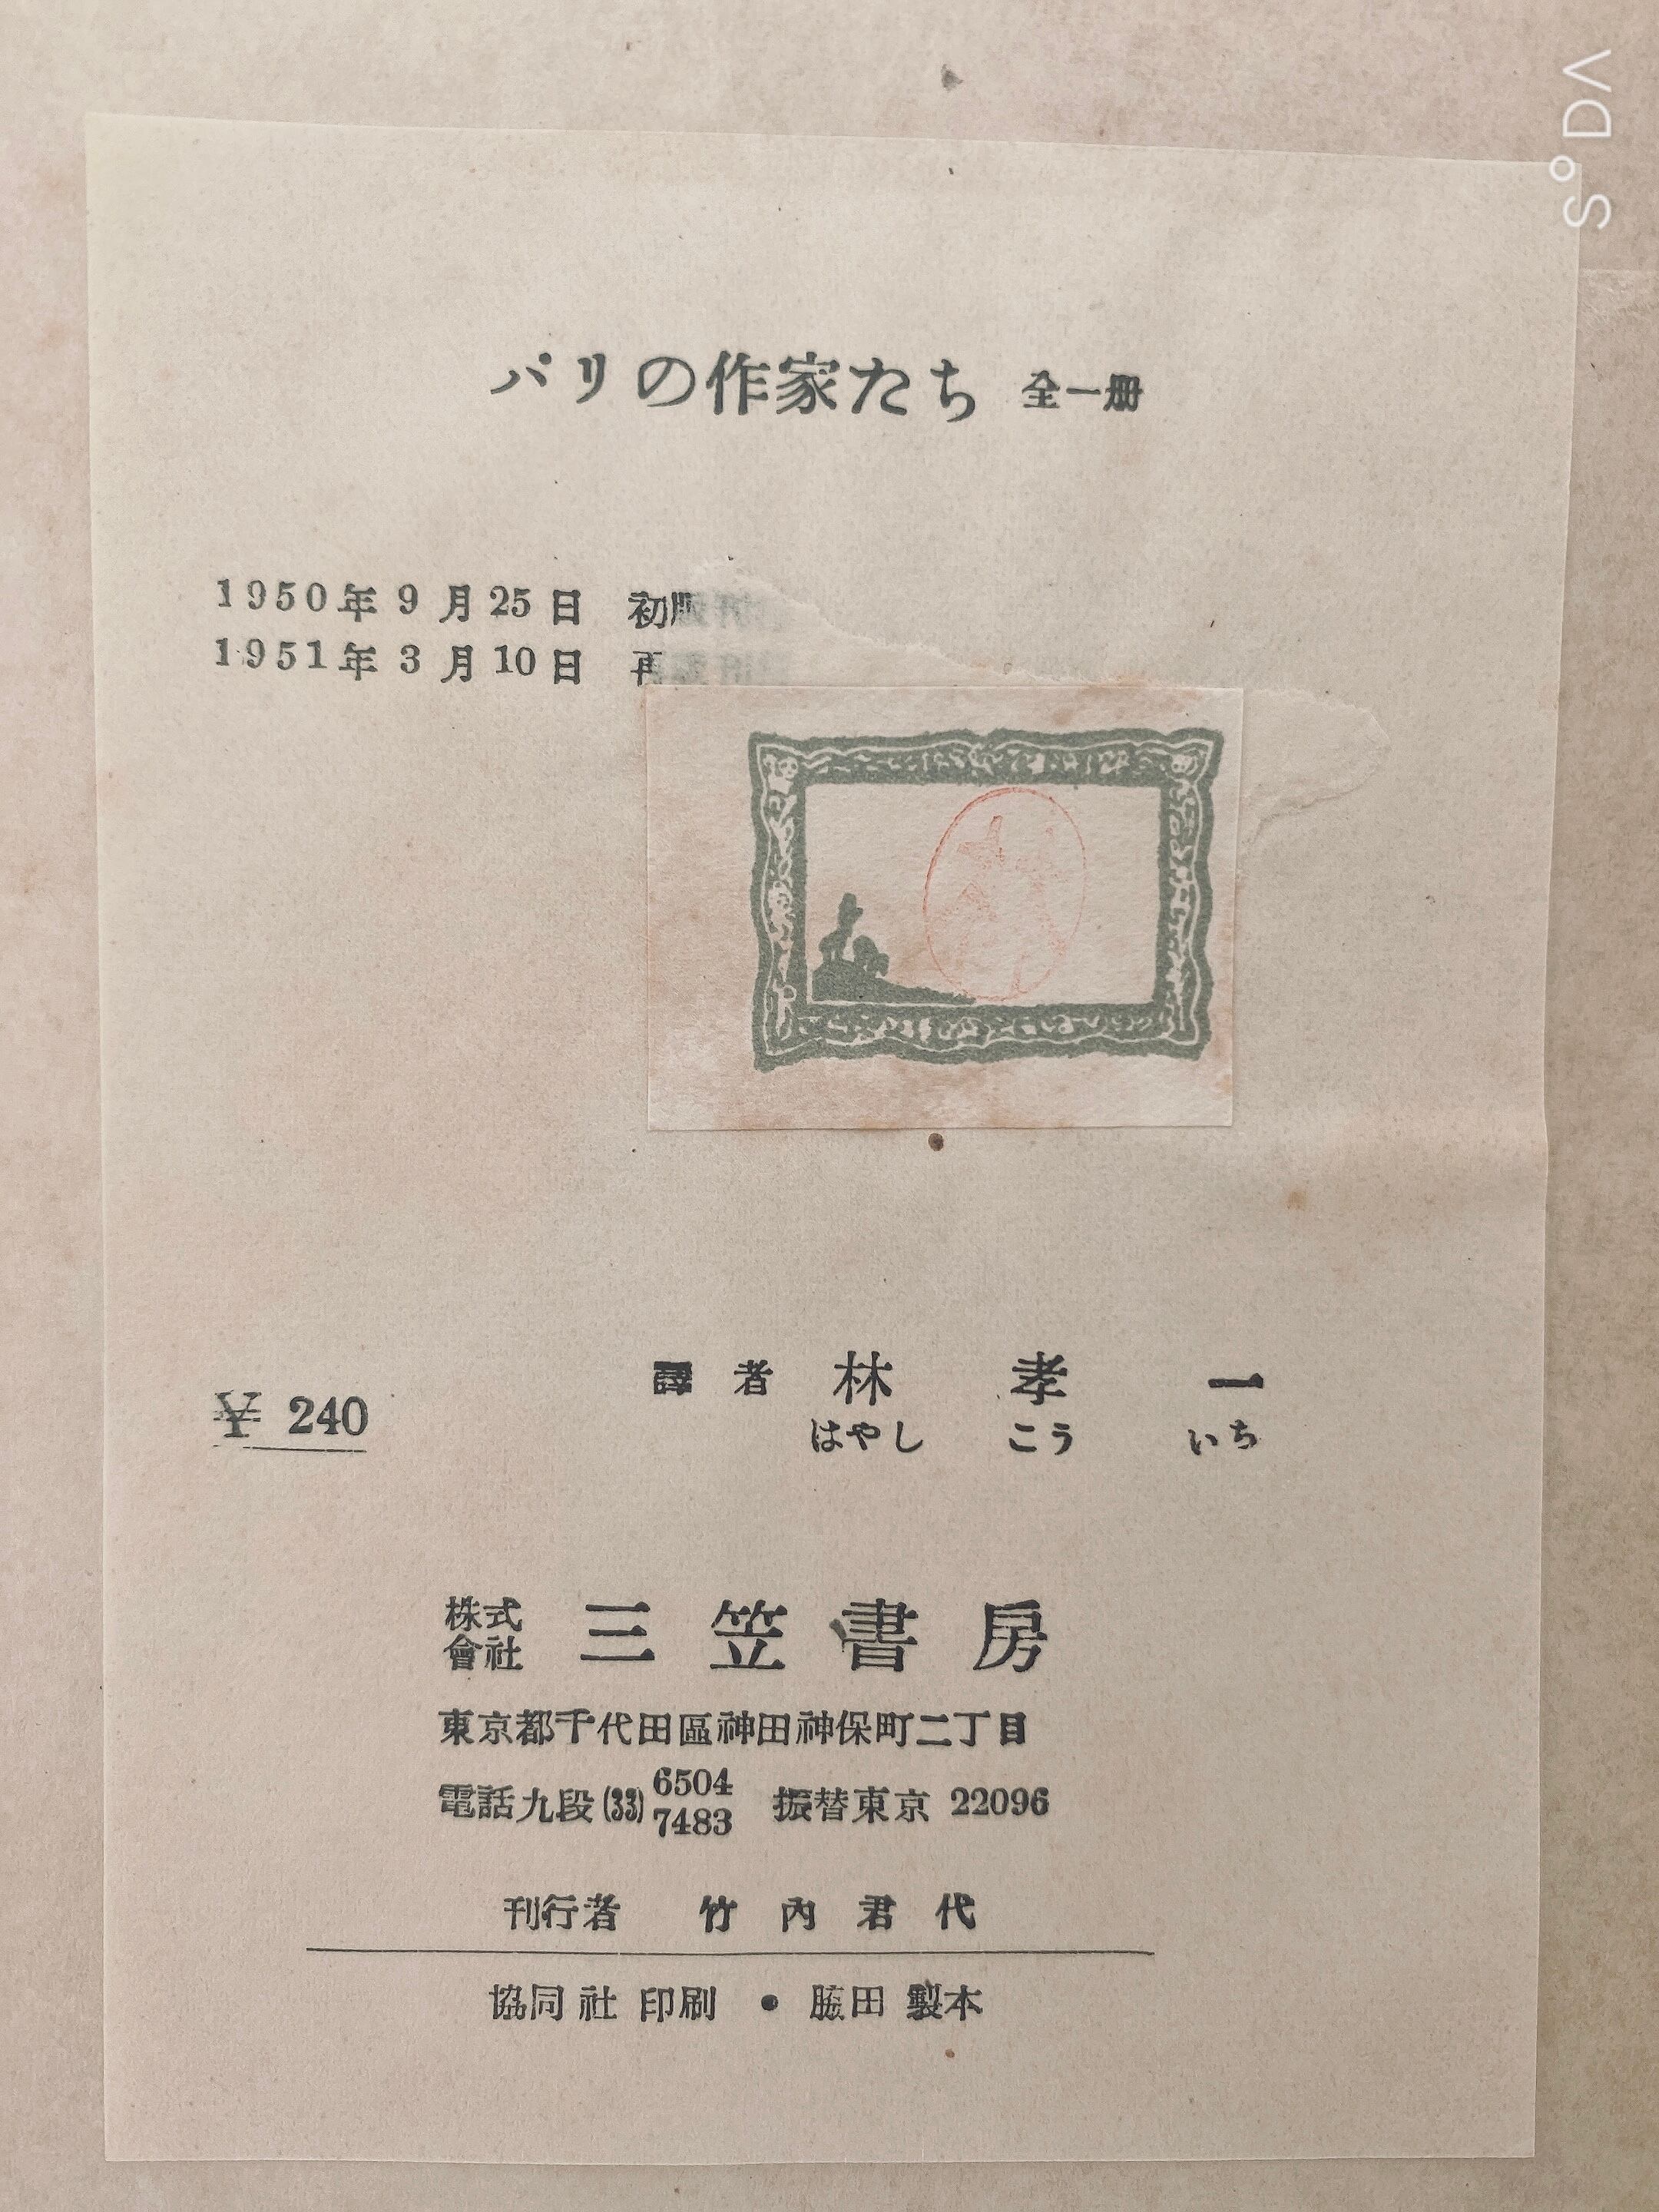 パリの作家たち 全一册
1950年9月25日 初版
1951年3月10日 再
譯者 林 孝 一
はやし こう いち
¥ 240
株式會社 三笠書房
東京都千代田區神田神保町二丁目
電話九段(33) 6504 7483 振替東京 22096
刊行者 竹内君代
協同社印刷 • 藤田製本